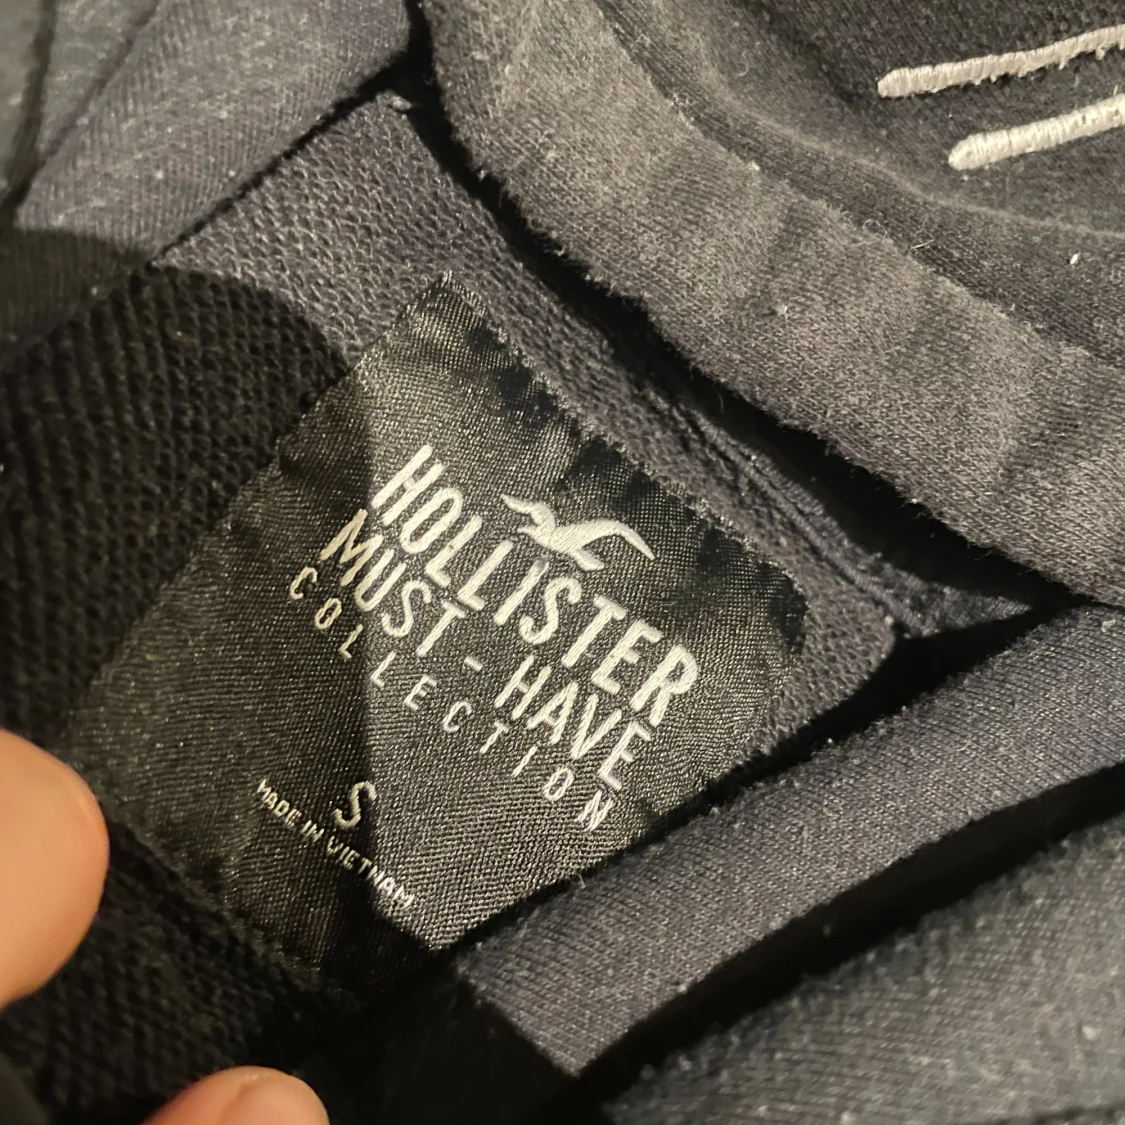 HOLLISTER
MUST-HAVE
COLLECTION
S
MADE IN VIETNAM